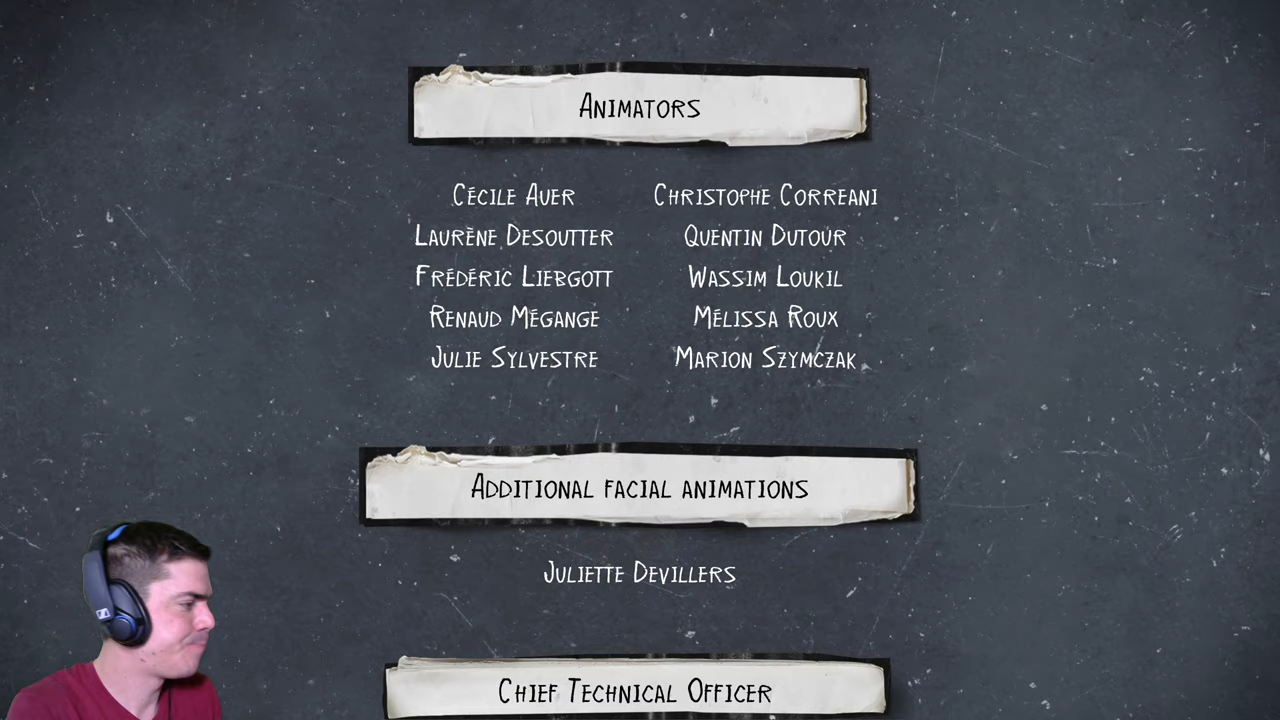 Animators
Cécile Auer Christophe Correani
Laurène Desoutter Quentin Dutour
Frédéric Liebgott Wassim Loukil
Renaud Mégange Mélissa Roux
Julie Sylvestre Marion Szymczak
Additional facial animations
Juliette Devillers
Chief Technical Officer